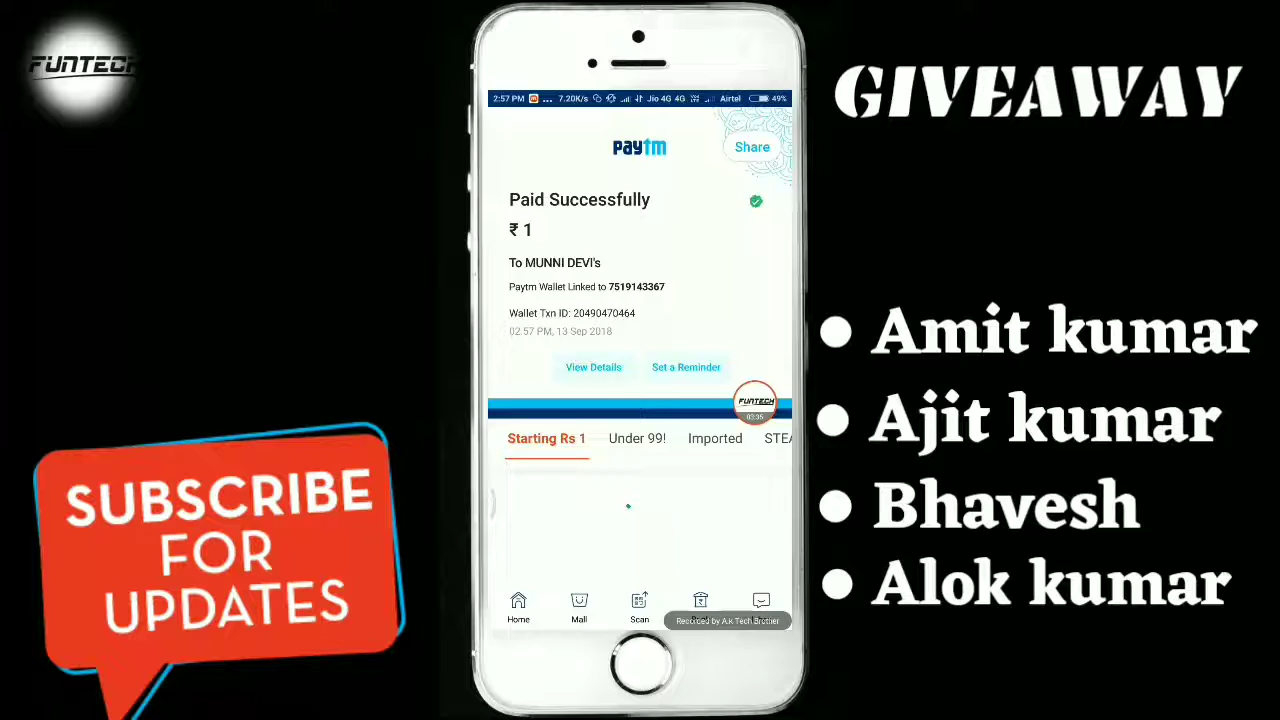 FUNTECH
GIVEAWAY
2:57 PM ... 7.20K/s Jio 4G 4G Airtel 49%
paytm
Share
Paid Successfully
₹ 1
To MUNNI DEVI's
Paytm Wallet Linked to 7519143367
Wallet Txn ID: 20490470464
02.57 PM, 13 Sep 2018
View Details Set a Reminder
FUNTECH
03:35
Starting Rs 1 Under 99! Imported STEA
Home Mall Scan
Recorded by A.k Tech Brother
● Amit kumar
● Ajit kumar
● Bhavesh
● Alok kumar
SUBSCRIBE
FOR
UPDATES